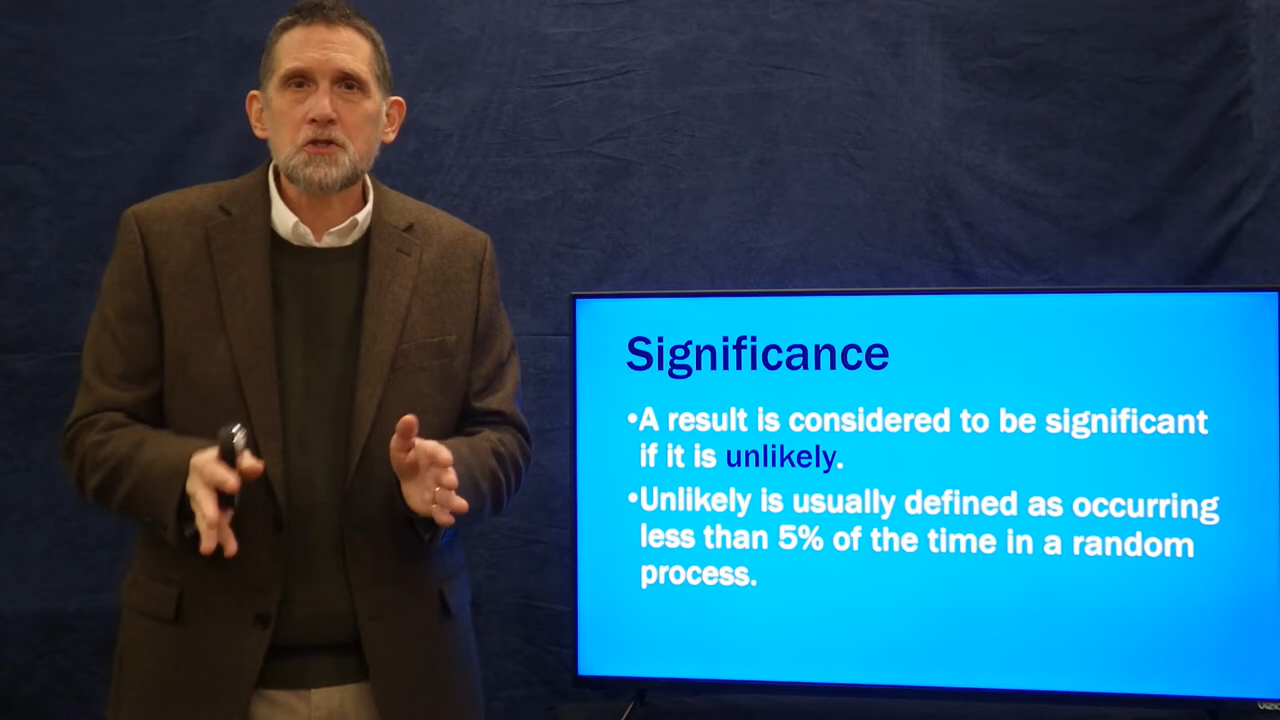 Significance
•A result is considered to be significant
if it is unlikely.
•Unlikely is usually defined as occurring
less than 5% of the time in a random
process.